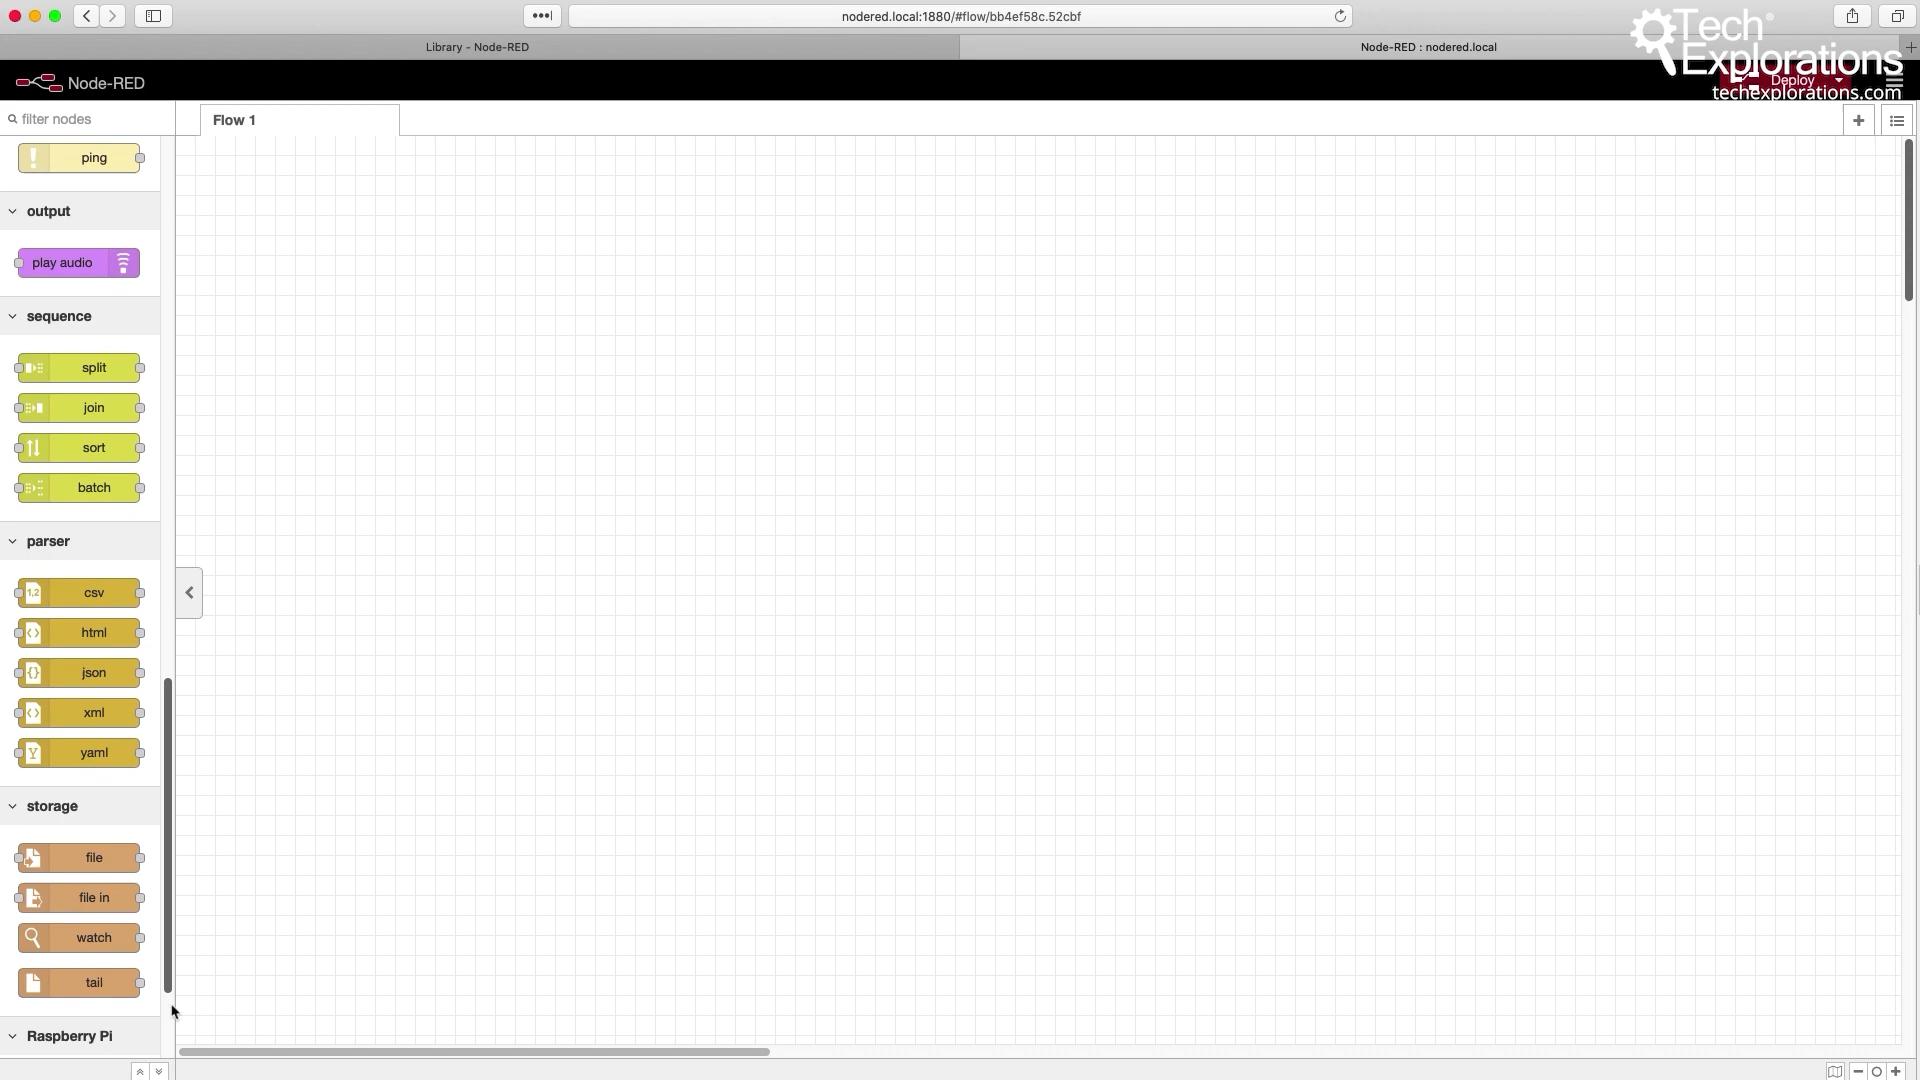 nodered.local:1880/#flow/bb4ef58c.52cbf
Library - Node-RED
Node-RED : nodered.local
Tech
Explorations
techexplorations.com
Node-RED
Deploy
filter nodes
Flow 1
ping
output
play audio
sequence
split
join
sort
batch
parser
csv
html
json
xml
yaml
storage
file
file in
watch
tail
Raspberry Pi